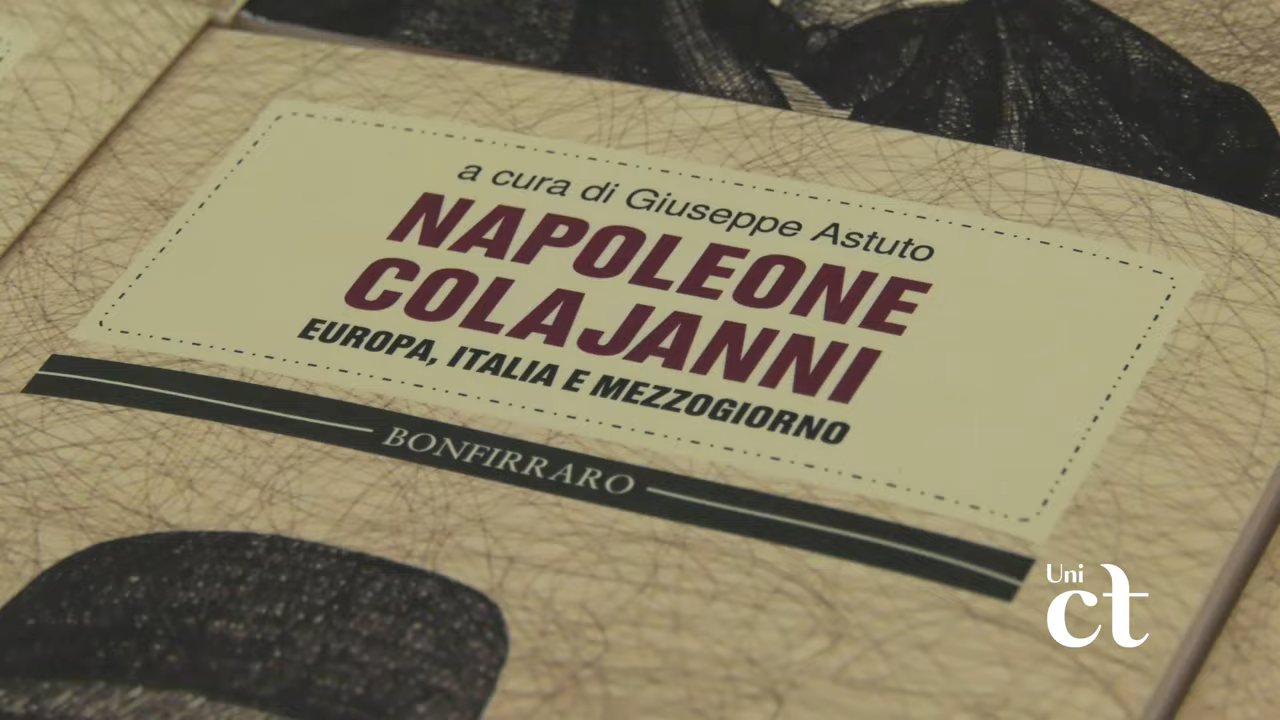 a cura di Giuseppe Astuto
NAPOLEONE
COLAJANNI
EUROPA, ITALIA E MEZZOGIORNO
BONFIRRARO
Uni
ct